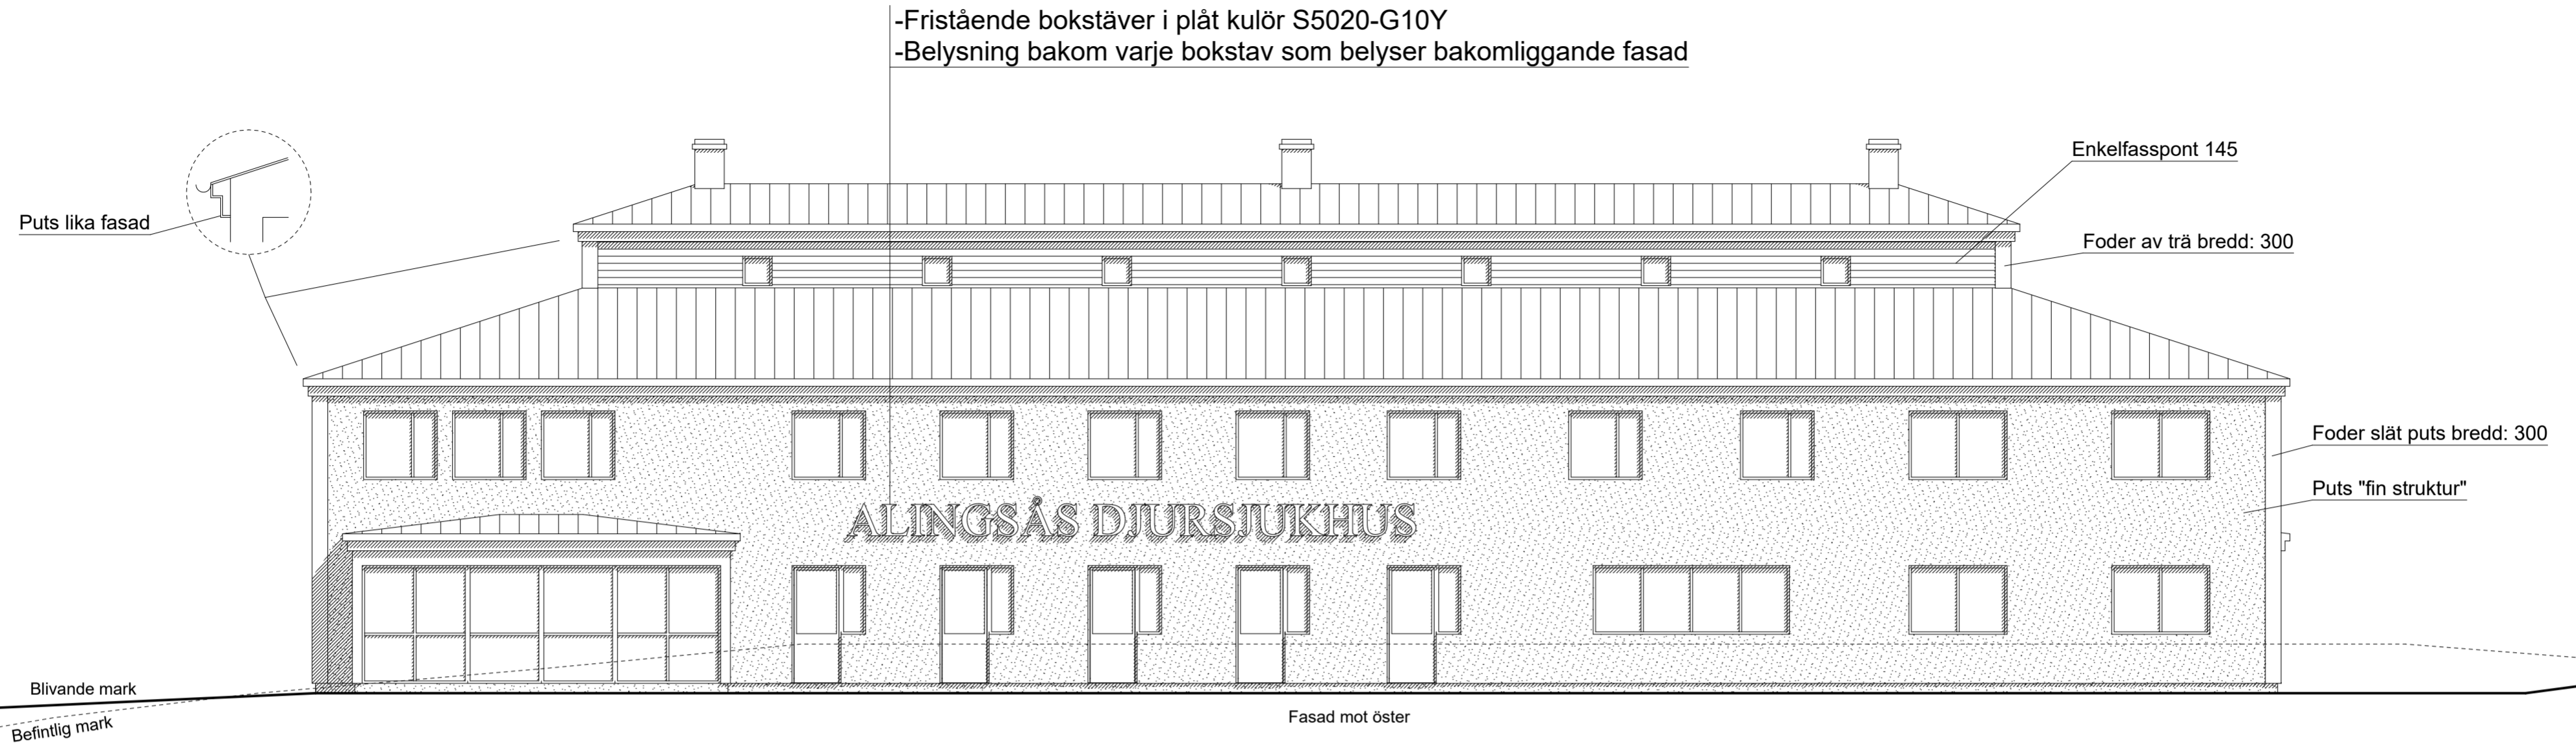 -Fristående bokstäver i plåt kulör S5020-G10Y
-Belysning bakom varje bokstav som belyser bakomliggande fasad
Enkelfasspont 145
Puts lika fasad
Foder av trä bredd: 300
Foder slät puts bredd: 300
Puts "fin struktur"
ALINGSÅS DJURSJUKHUS
Blivande mark
Befintlig mark
Fasad mot öster